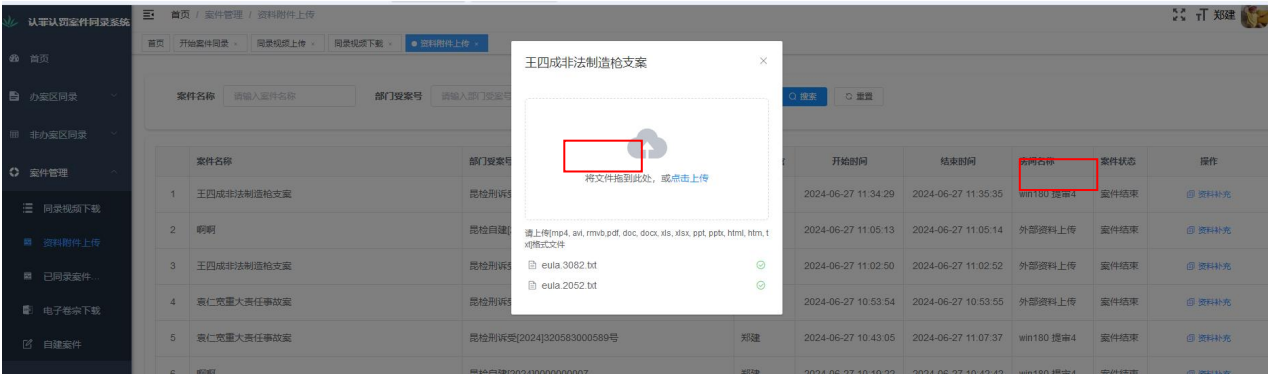 认罪认罚案件同录系统
首页 / 案件管理 / 资料附件上传
郑建
首页
开始案件同录
同录视频上传
同录视频下载
资料附件上传
首页
办案区同录
非办案区同录
案件管理
同录视频下载
资料附件上传
已同录案件...
电子卷宗下载
自建案件
案件名称 请输入案件名称 部门受案号 请输入部门受案号 搜索 重置
王四成非法制造枪支案
将文件拖到此处，或点击上传
请上传[mp4, avi, rmvb,pdf, doc, docx, xls, xlsx, ppt, pptx, html, htm, t
xt]格式文件
eula.3082.txt
eula.2052.txt
案件名称 部门受案号 开始时间 结束时间 房间名称 案件状态 操作
1 王四成非法制造枪支案 昆检刑诉受 2024-06-27 11:34:29 2024-06-27 11:35:35 win180 提审4 案件结束 资料补充
2 啊啊 昆检自建[ 2024-06-27 11:05:13 2024-06-27 11:05:14 外部资料上传 案件结束 资料补充
3 王四成非法制造枪支案 昆检刑诉受 2024-06-27 11:02:50 2024-06-27 11:02:52 外部资料上传 案件结束 资料补充
4 袁仁宽重大责任事故案 昆检刑诉受 2024-06-27 10:53:54 2024-06-27 10:53:55 外部资料上传 案件结束 资料补充
5 袁仁宽重大责任事故案 昆检刑诉受[2024]320583000589号 郑建 2024-06-27 10:43:05 2024-06-27 11:07:37 win180 提审4 案件结束 资料补充